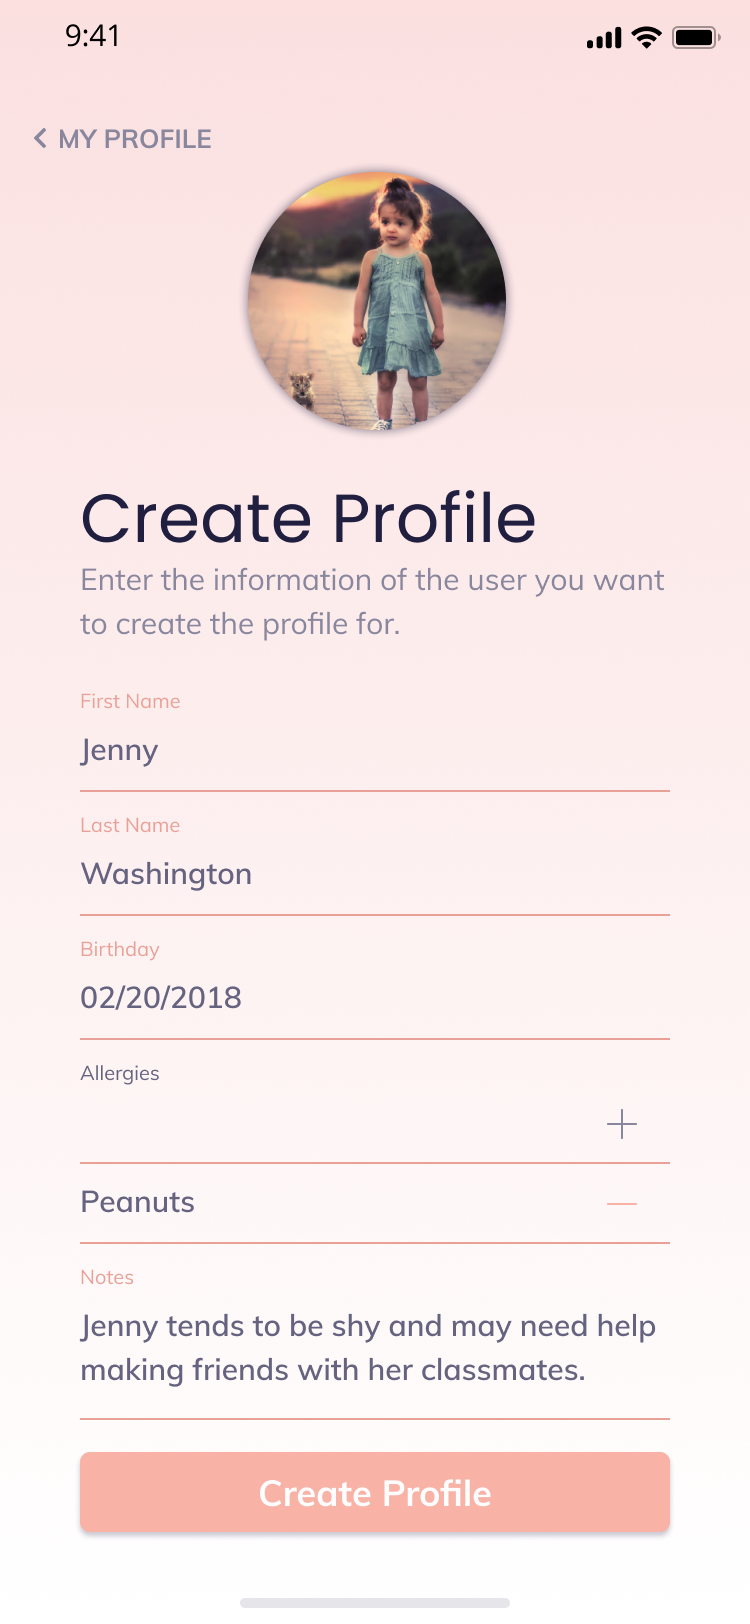 9:41
MY PROFILE
Create Profile
Enter the information of the user you want
to create the profile for.
First Name
Jenny
Last Name
Washington
Birthday
02/20/2018
Allergies
Peanuts
Notes
Jenny tends to be shy and may need help
making friends with her classmates.
Create Profile